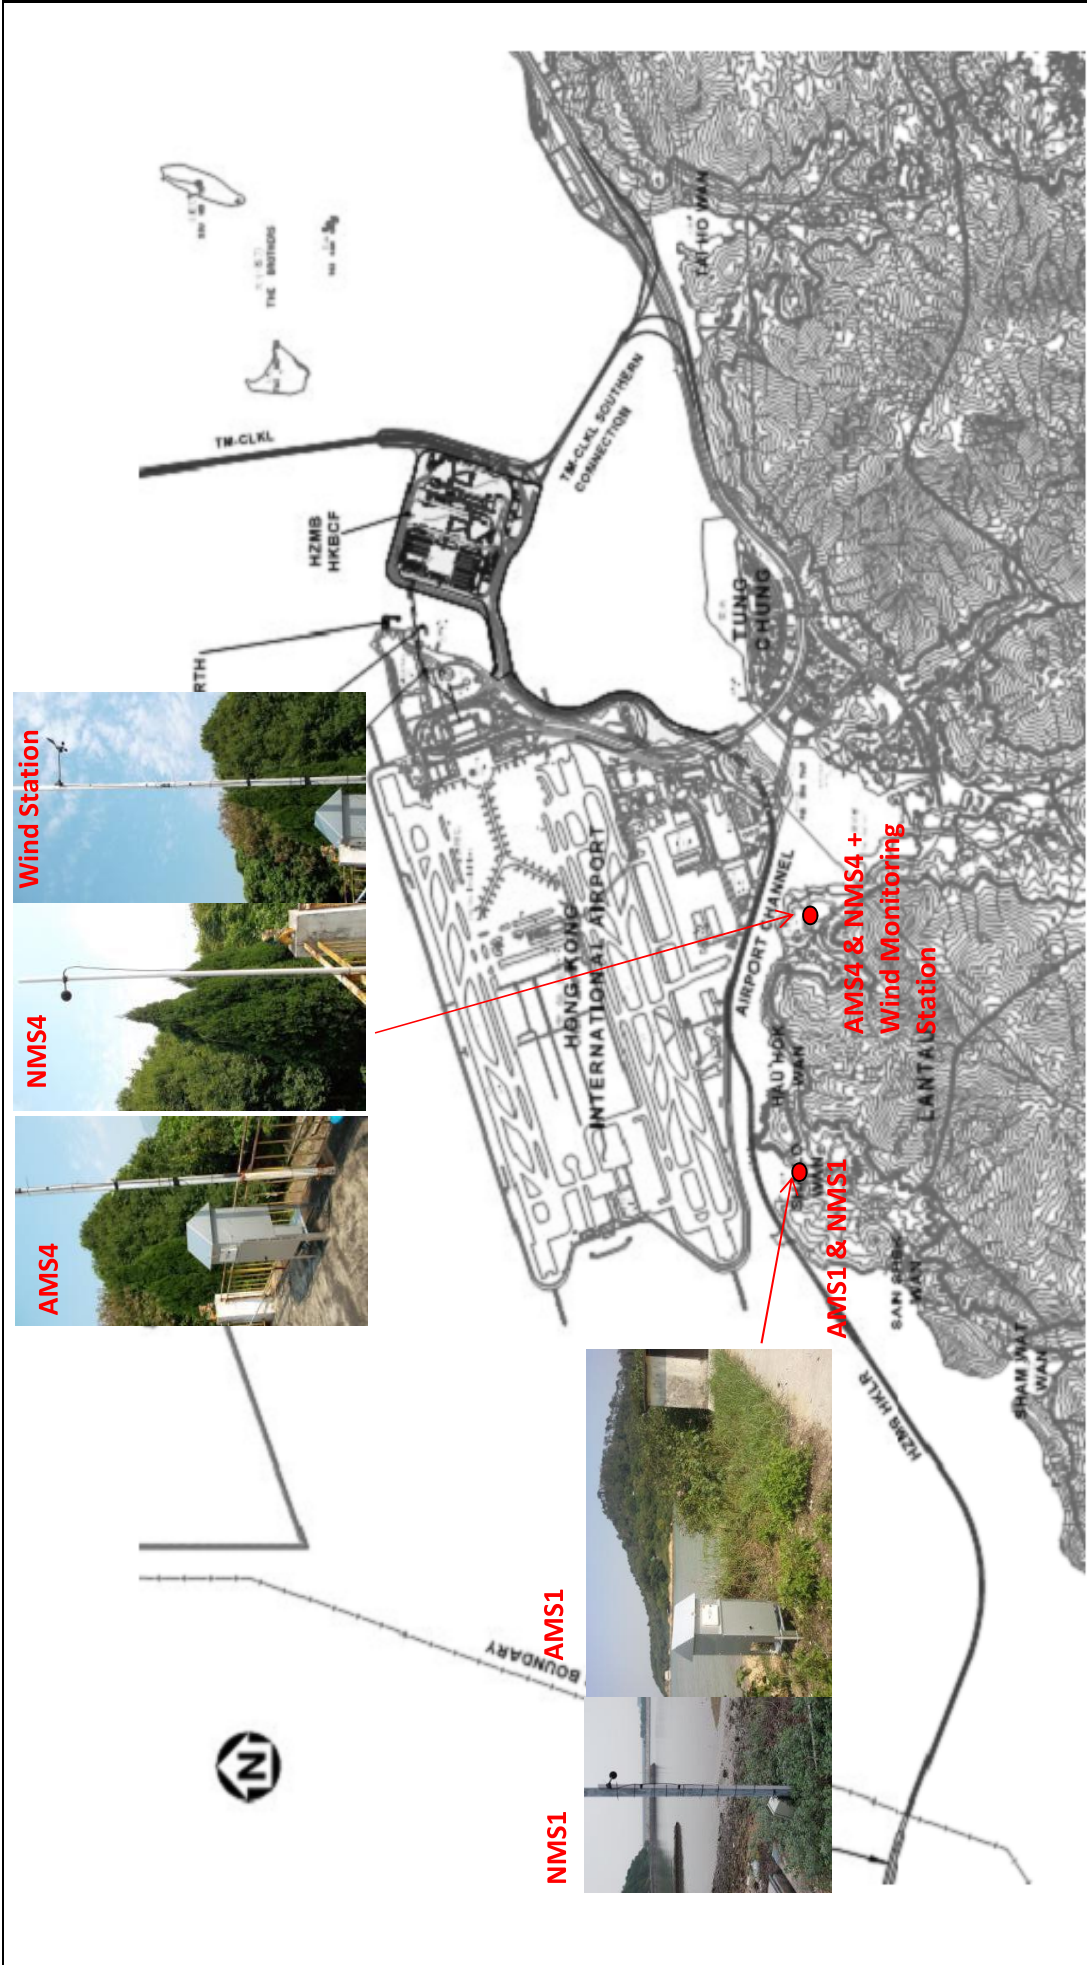 Wind Station
NMS4
AMS4
RTH
HZMB
HKBCF
TM-CLKL
THE BROTHERS
TM-CLKL SOUTHERN
CONNECTION
TAI HO WAN
TUNG
CHUNG
HONG KONG
INTERNATIONAL AIRPORT
AIRPORT CHANNEL
HAU HOK
WAN
WAN
AMS4 & NMS4 +
Wind Monitoring
Station
LANTAU
AMS1 & NMS1
SAN SHEK
WAN
SHAM WAT
WAN
HZMB HKLR
BOUNDARY
AMS1
NMS1
N